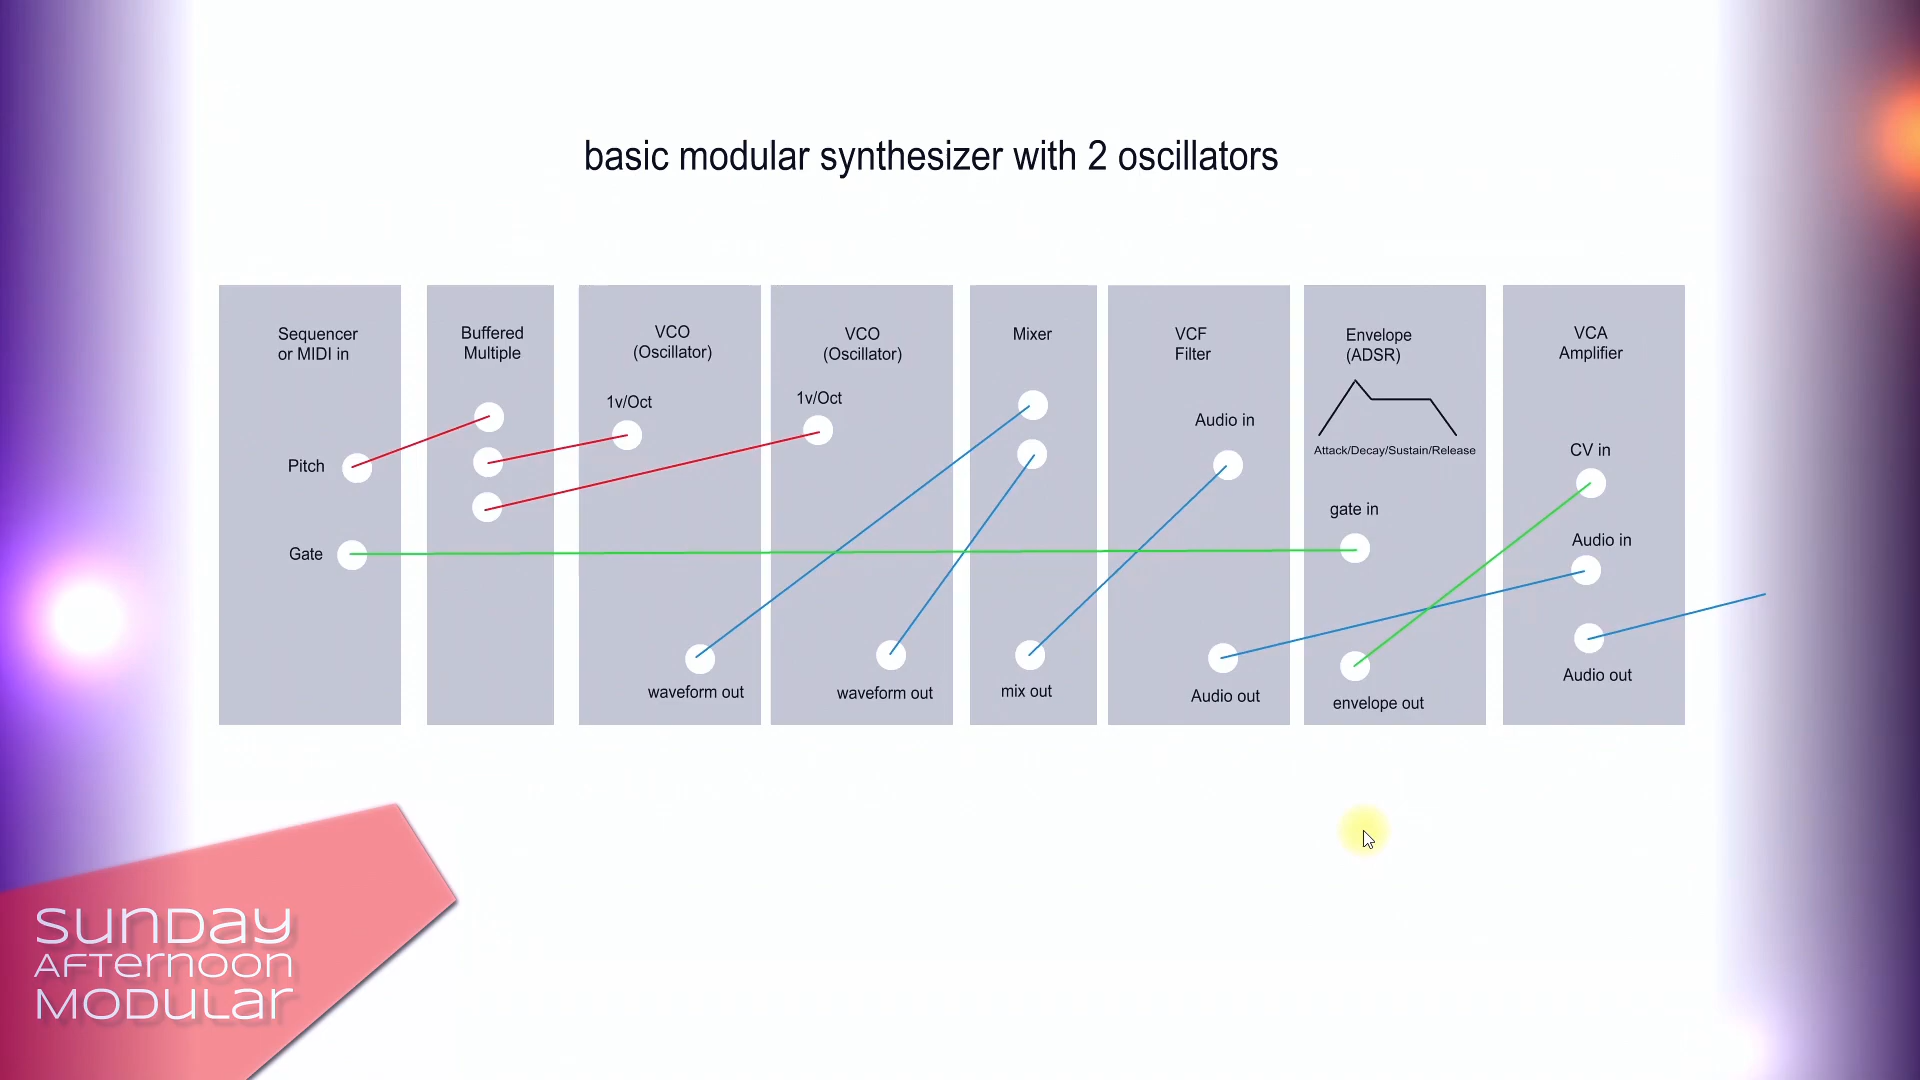 basic modular synthesizer with 2 oscillators
Sequencer
or MIDI in
Pitch
Gate
Buffered
Multiple
VCO
(Oscillator)
1v/Oct
waveform out
VCO
(Oscillator)
1v/Oct
waveform out
Mixer
mix out
VCF
Filter
Audio in
Audio out
Envelope
(ADSR)
Attack/Decay/Sustain/Release
gate in
envelope out
VCA
Amplifier
CV in
Audio in
Audio out
sunday
afternoon
modular